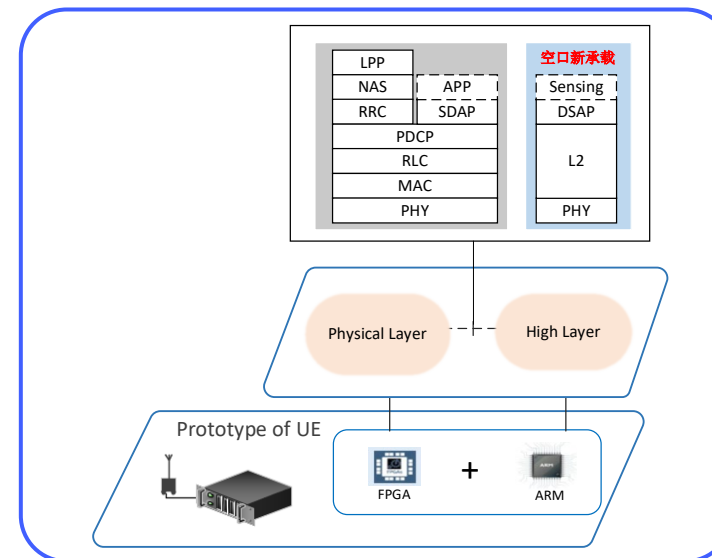 空口新承载
LPP
NAS
APP
Sensing
RRC
SDAP
DSAP
PDCP
RLC
L2
MAC
PHY
PHY
Physical Layer
High Layer
Prototype of UE
+
FPGA
ARM